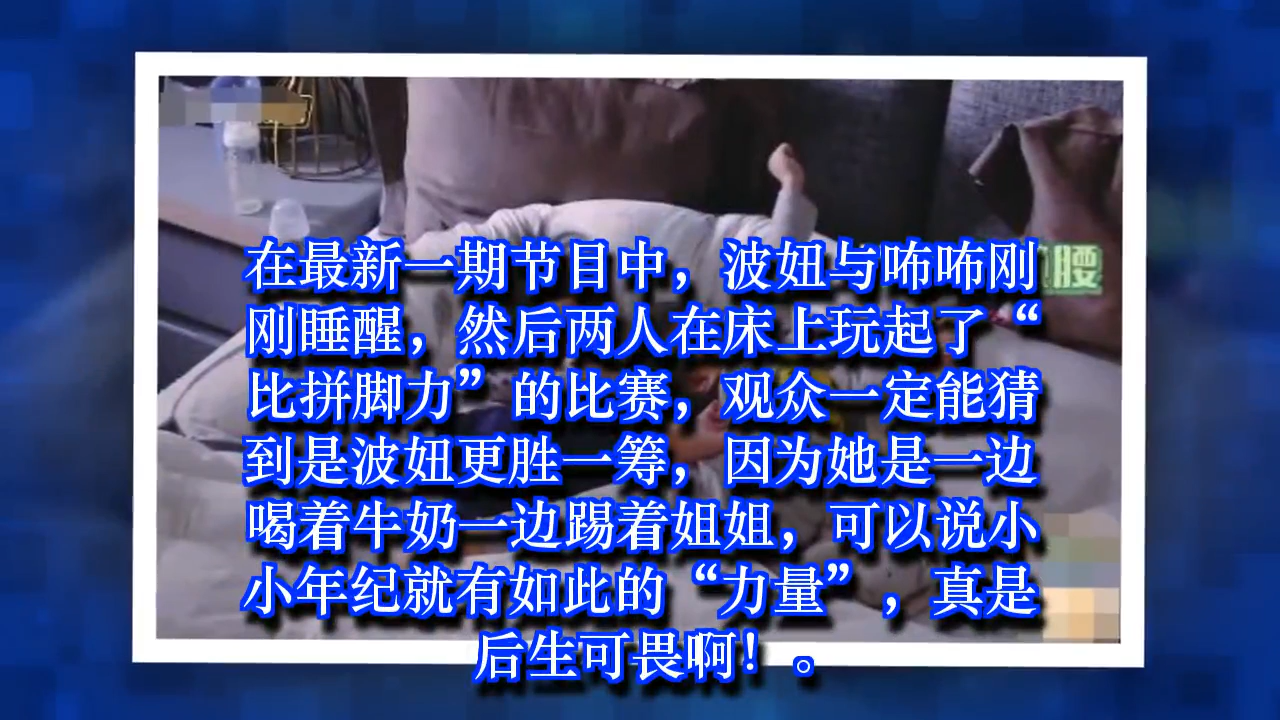 在最新一期节目中，波妞与咘咘刚
刚睡醒，然后两人在床上玩起了“
比拼脚力”的比赛，观众一定能猜
到是波妞更胜一筹，因为她是一边
喝着牛奶一边踢着姐姐，可以说小
小年纪就有如此的“力量”，真是
后生可畏啊！。
腰